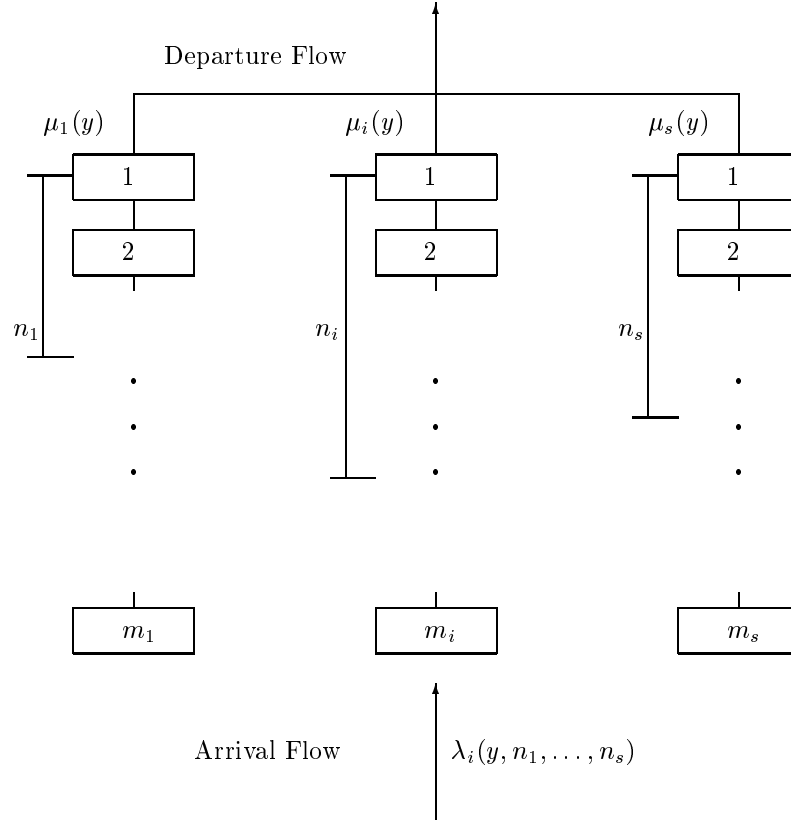 Departure Flow
μ₁(y) μᵢ(y) μₛ(y)
1 1 1
2 2 2
n₁ nᵢ nₛ
m₁ mᵢ mₛ
Arrival Flow λᵢ(y, n₁, . . . , nₛ)